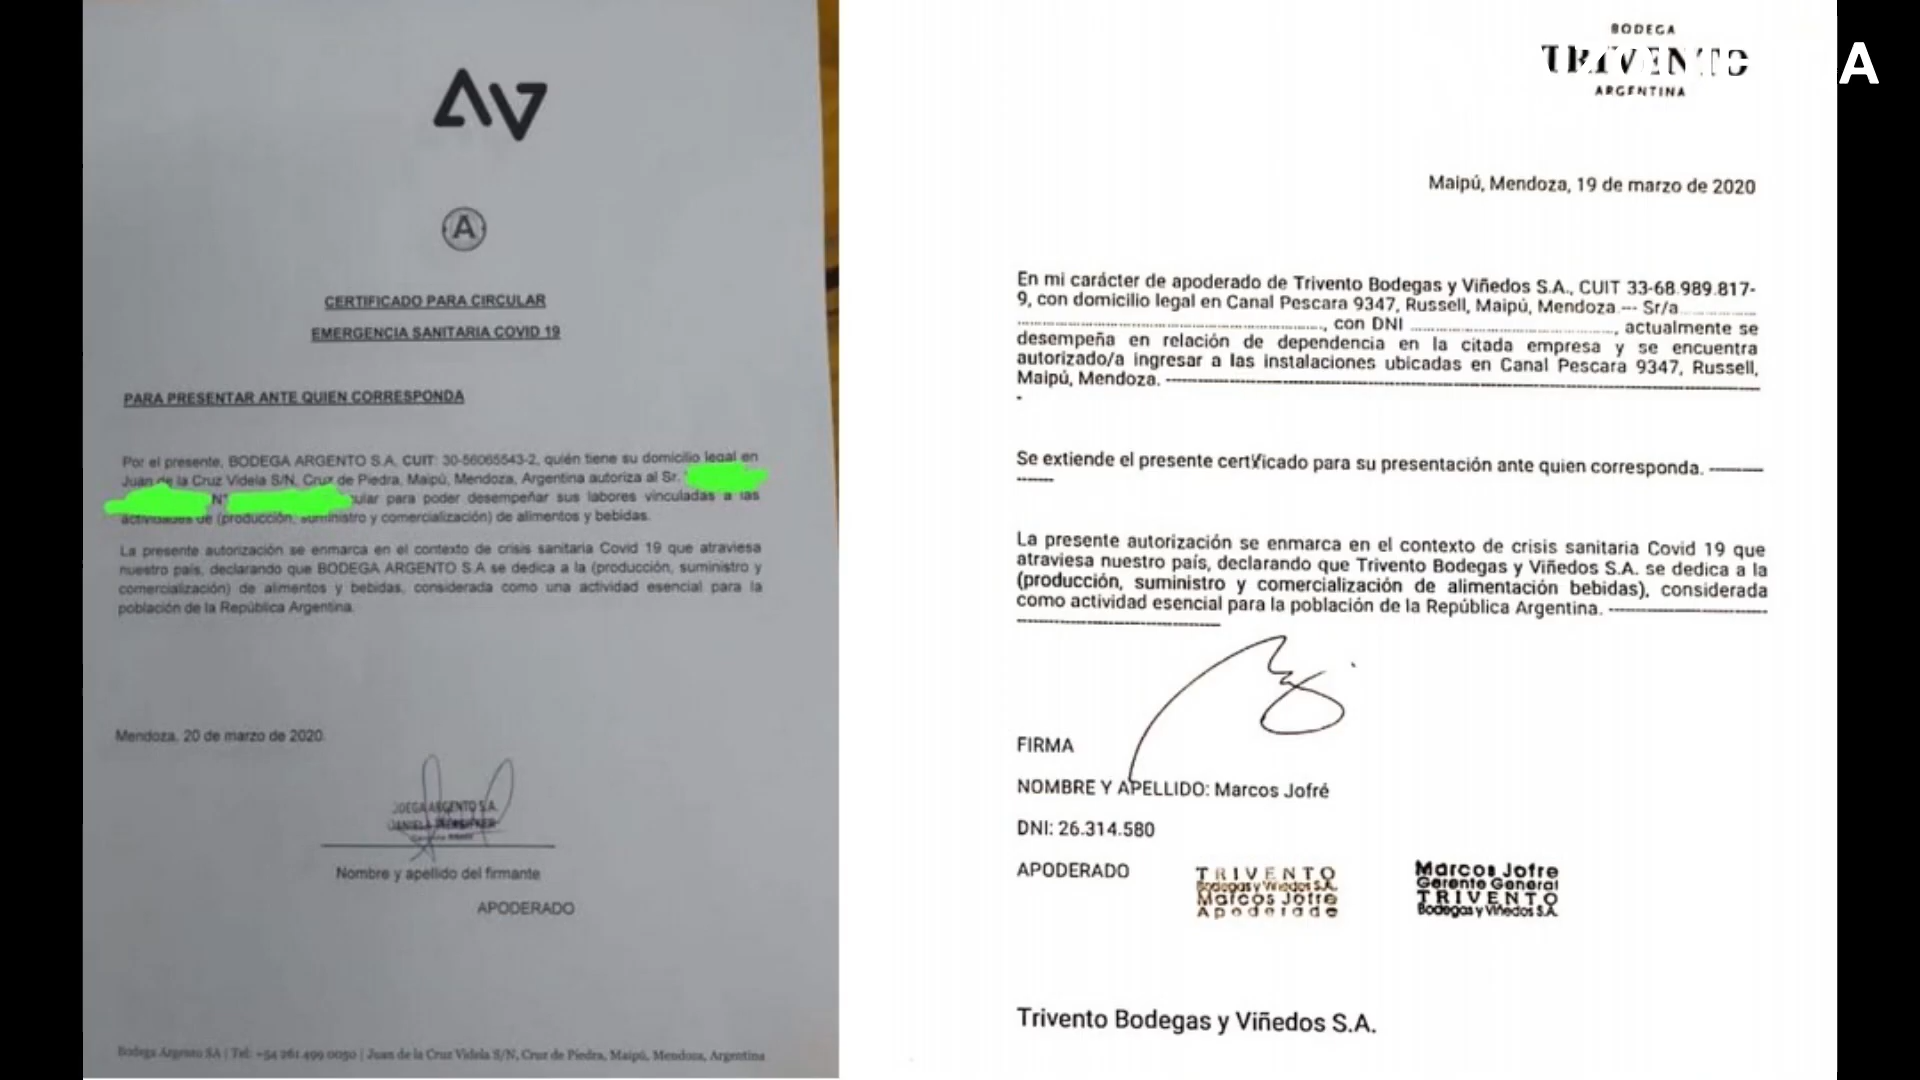 AV
A
CERTIFICADO PARA CIRCULAR
EMERGENCIA SANITARIA COVID 19
PARA PRESENTAR ANTE QUIEN CORRESPONDA
Por el presente, BODEGA ARGENTO S.A. CUIT: 30-56065543-2, quién tiene su domicilio legal en
Juan de la Cruz Videla S/N, Cruz de Piedra, Maipú, Mendoza, Argentina autoriza al Sr.
N° para poder desempeñar sus labores vinculadas a las
actividades de (producción, suministro y comercialización) de alimentos y bebidas.
La presente autorización se enmarca en el contexto de crisis sanitaria Covid 19 que atraviesa
nuestro país, declarando que BODEGA ARGENTO S.A se dedica a la (producción, suministro y
comercialización) de alimentos y bebidas, considerada como una actividad esencial para la
población de la República Argentina.
Mendoza, 20 de marzo de 2020.
ARGENTO S.A.
Nombre y apellido del firmante
APODERADO
Bodega Argento SA | Tel: +54 261 499 0050 | Juan de la Cruz Videla S/N, Cruz de Piedra, Maipú, Mendoza, Argentina
BODEGA
TRIVENTO
ARGENTINA
A
Maipú, Mendoza, 19 de marzo de 2020
En mi carácter de apoderado de Trivento Bodegas y Viñedos S.A., CUIT 33-68.989.817-
9, con domicilio legal en Canal Pescara 9347, Russell, Maipú, Mendoza.--- Sr/a ....................
............................................................................., con DNI ..................................................., actualmente se
desempeña en relación de dependencia en la citada empresa y se encuentra
autorizado/a ingresar a las instalaciones ubicadas en Canal Pescara 9347, Russell,
Maipú, Mendoza. -----------------------------------------------------------------------------------------------------
-
Se extiende el presente certificado para su presentación ante quien corresponda. ---------
-------
La presente autorización se enmarca en el contexto de crisis sanitaria Covid 19 que
atraviesa nuestro país, declarando que Trivento Bodegas y Viñedos S.A. se dedica a la
(producción, suministro y comercialización de alimentación bebidas), considerada
como actividad esencial para la población de la República Argentina. ---------------------------
-----------------------------------
FIRMA
NOMBRE Y APELLIDO: Marcos Jofré
DNI: 26.314.580
APODERADO
TRIVENTO
Bodegas y Viñedos S.A.
Marcos Jofre
Apoderado
Marcos Jofre
Gerente General
TRIVENTO
Bodegas y Viñedos S.A.
Trivento Bodegas y Viñedos S.A.